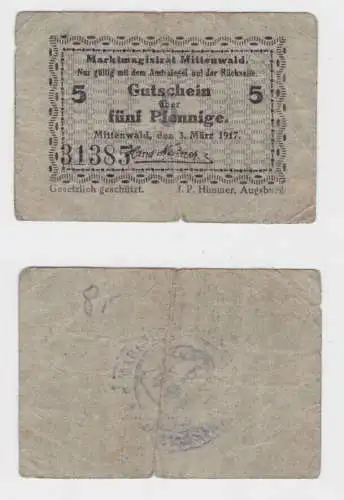 Marktmagistrat Mittenwald.
Nur gültig mit dem Amtssiegel auf der Rückseite.
5 Gutschein 5
über
fünf Pfennige.
Mittenwald, den 3. März 1917.
31385
Gesetzlich geschützt. J. P. Himmer, Augsburg